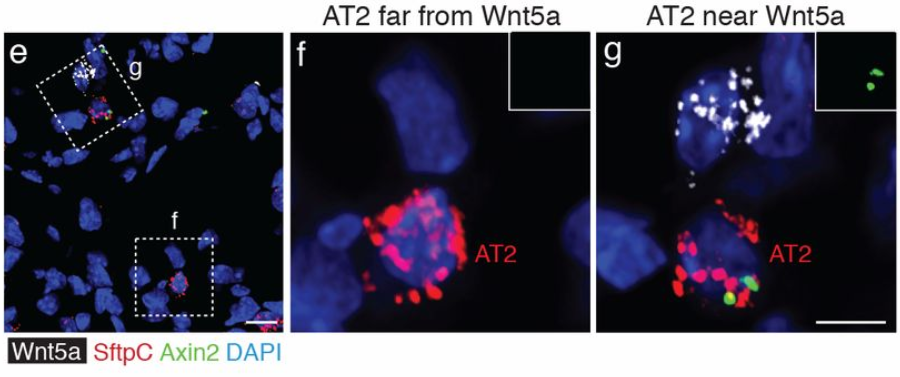 AT2 far from Wnt5a
AT2 near Wnt5a
e
g
f
f
AT2
g
AT2
Wnt5a SftpC Axin2 DAPI